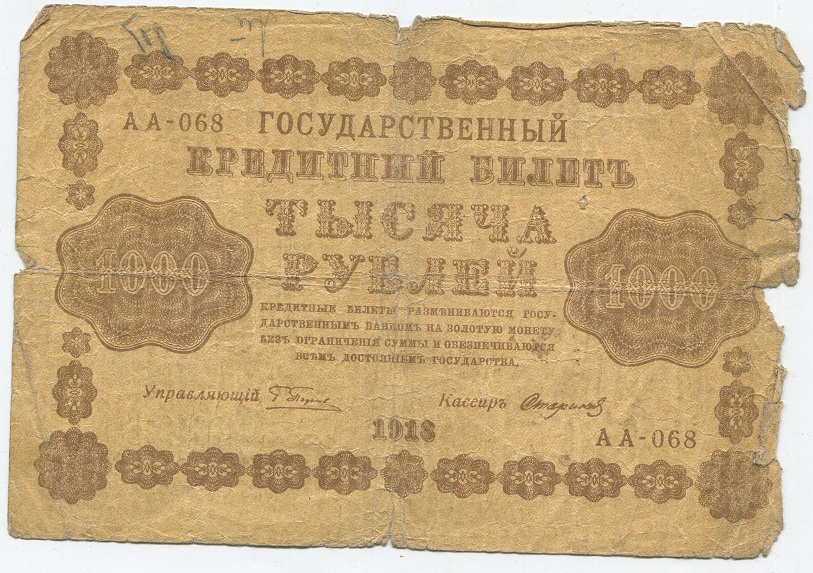 АА-068 ГОСУДАРСТВЕННЫЙ
КРЕДИТНЫЙ БИЛЕТЪ
ТЫСЯЧА
РУБЛЕЙ
1000 1000
КРЕДИТНЫЕ БИЛЕТЫ РАЗМѢНИВАЮТСЯ ГОСУ-
ДАРСТВЕННЫМЪ БАНКОМЪ НА ЗОЛОТУЮ МОНЕТУ
БЕЗЪ ОГРАНИЧЕНІЯ СУММЫ И ОБЕЗПЕЧИВАЮТСЯ
ВСѢМЪ ДОСТОЯНІЕМЪ ГОСУДАРСТВА.
Управляющій Кассиръ Стариков
1918
АА-068